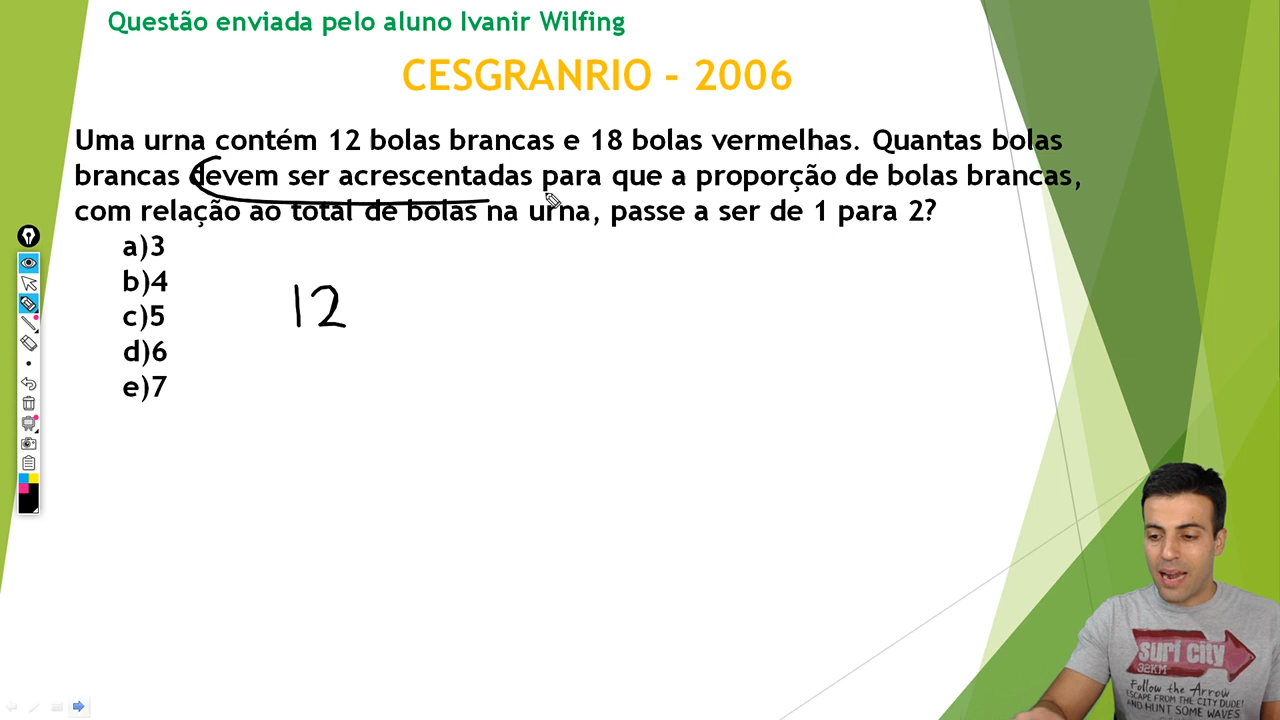 Questão enviada pelo aluno Ivanir Wilfing
CESGRANRIO - 2006
Uma urna contém 12 bolas brancas e 18 bolas vermelhas. Quantas bolas
brancas devem ser acrescentadas para que a proporção de bolas brancas,
com relação ao total de bolas na urna, passe a ser de 1 para 2?
a)3
b)4
c)5
d)6
e)7
12
surf city
32KM
Follow the Arrow
ESCAPE FROM THE CITY DUDE!
AND HUNT SOME WAVES